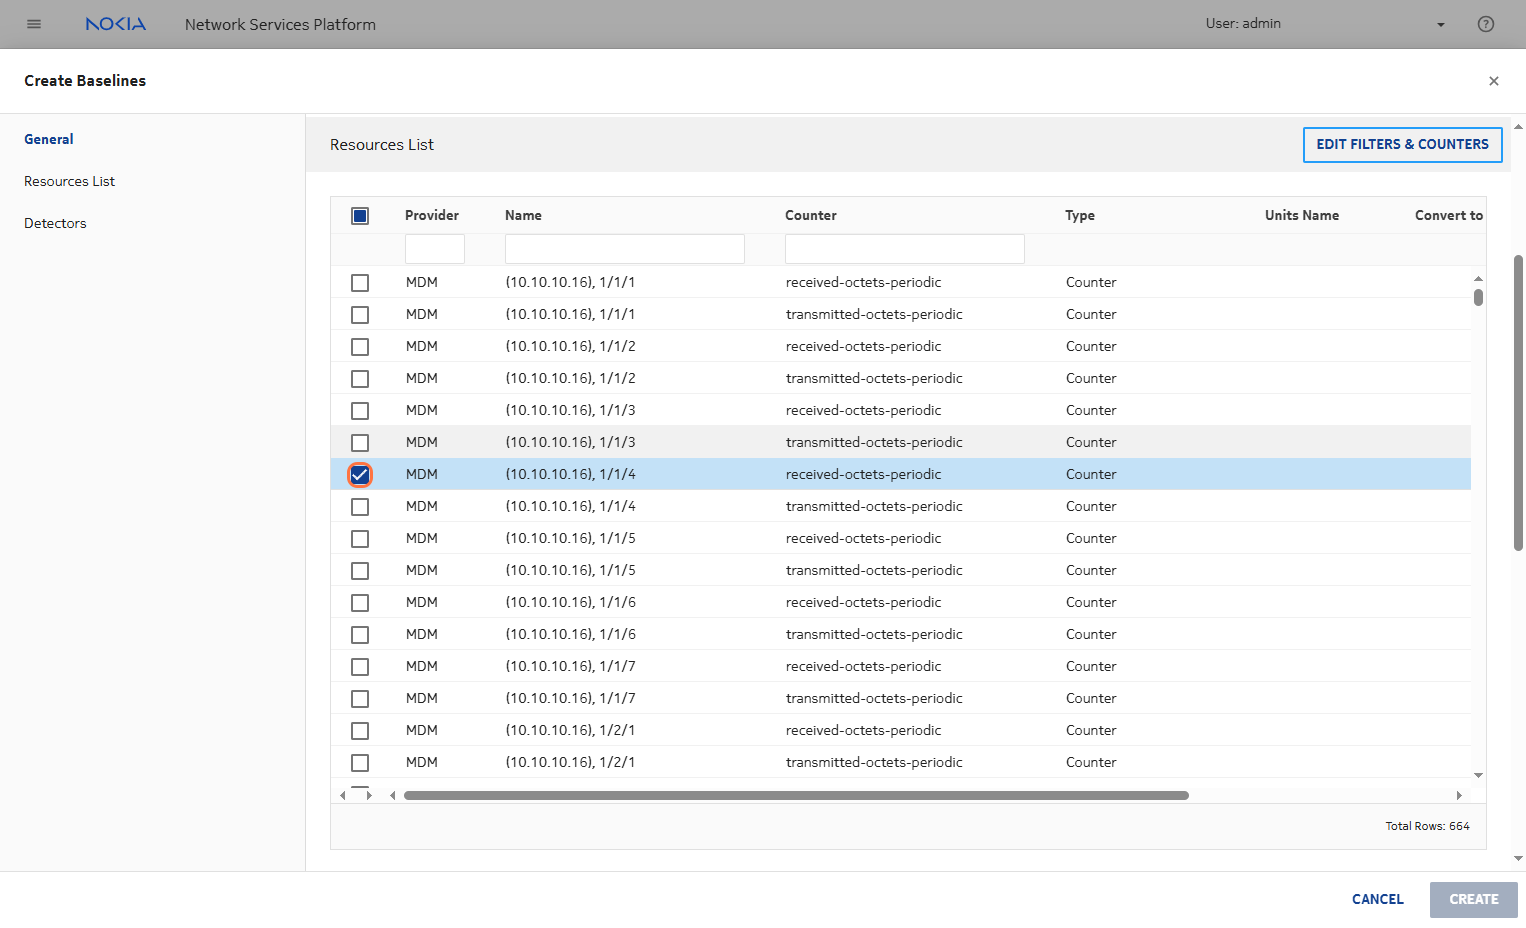 NOKIA Network Services Platform User: admin
Create Baselines
General
Resources List
Detectors
Resources List EDIT FILTERS & COUNTERS
Provider Name Counter Type Units Name Convert to
MDM (10.10.10.16), 1/1/1 received-octets-periodic Counter
MDM (10.10.10.16), 1/1/1 transmitted-octets-periodic Counter
MDM (10.10.10.16), 1/1/2 received-octets-periodic Counter
MDM (10.10.10.16), 1/1/2 transmitted-octets-periodic Counter
MDM (10.10.10.16), 1/1/3 received-octets-periodic Counter
MDM (10.10.10.16), 1/1/3 transmitted-octets-periodic Counter
MDM (10.10.10.16), 1/1/4 received-octets-periodic Counter
MDM (10.10.10.16), 1/1/4 transmitted-octets-periodic Counter
MDM (10.10.10.16), 1/1/5 received-octets-periodic Counter
MDM (10.10.10.16), 1/1/5 transmitted-octets-periodic Counter
MDM (10.10.10.16), 1/1/6 received-octets-periodic Counter
MDM (10.10.10.16), 1/1/6 transmitted-octets-periodic Counter
MDM (10.10.10.16), 1/1/7 received-octets-periodic Counter
MDM (10.10.10.16), 1/1/7 transmitted-octets-periodic Counter
MDM (10.10.10.16), 1/2/1 received-octets-periodic Counter
MDM (10.10.10.16), 1/2/1 transmitted-octets-periodic Counter
Total Rows: 664
CANCEL CREATE